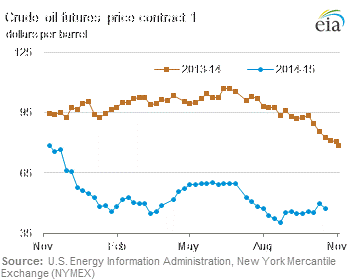 Crude oil futures price contract 1
dollars per barrel
eia
125
2013-14
2014-15
95
65
35
Nov
Feb
May
Aug
Nov
Source: U.S. Energy Information Administration, New York Mercantile
Exchange (NYMEX)